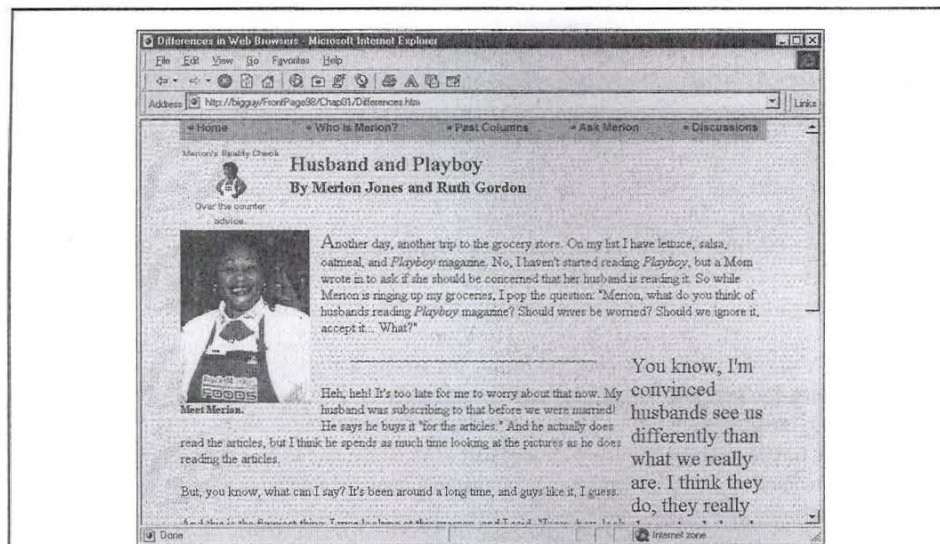 Differences in Web Browsers - Microsoft Internet Explorer
File Edit View Go Favorites Help
Address http://bigguy/FrontPage98/Chap01/Differences.htm Links
Home Who is Merion? Past Columns Ask Merion Discussions
Merion's Reality Check
Over the counter
advice.
Husband and Playboy
By Merion Jones and Ruth Gordon
Another day, another trip to the grocery store. On my list I have lettuce, salsa,
oatmeal, and Playboy magazine. No, I haven't started reading Playboy, but a Mom
wrote in to ask if she should be concerned that her husband is reading it. So while
Merion is ringing up my groceries, I pop the question: "Merion, what do you think of
husbands reading Playboy magazine? Should wives be worried? Should we ignore it,
accept it... What?"
FOODS
Meet Merion.
Heh, heh! It's too late for me to worry about that now. My
husband was subscribing to that before we were married!
He says he buys it "for the articles." And he actually does
read the articles, but I think he spends as much time looking at the pictures as he does
reading the articles.
But, you know, what can I say? It's been around a long time, and guys like it, I guess.
You know, I'm
convinced
husbands see us
differently than
what we really
are. I think they
do, they really
Done Internet zone